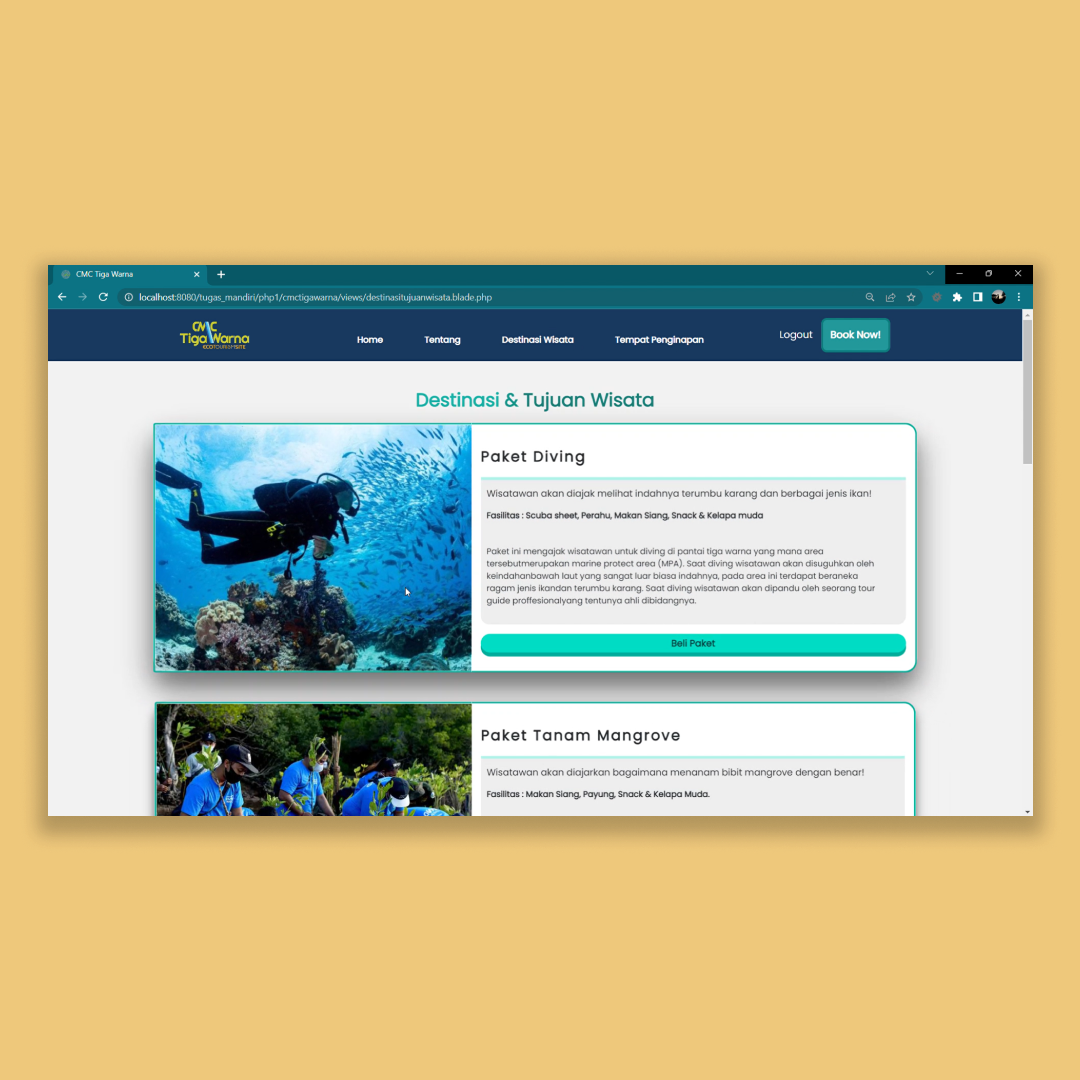 CMC Tiga Warna
localhost:8080/tugas_mandiri/php1/cmctigawarna/views/destinasitujuanwisata.blade.php
CMC
Tiga Warna
ECOTOURISM SITE
Home
Tentang
Destinasi Wisata
Tempat Penginapan
Logout
Book Now!
Destinasi & Tujuan Wisata
Paket Diving
Wisatawan akan diajak melihat indahnya terumbu karang dan berbagai jenis ikan!
Fasilitas : Scuba sheet, Perahu, Makan Siang, Snack & Kelapa muda
Paket ini mengajak wisatawan untuk diving di pantai tiga warna yang mana area
tersebutmerupakan marine protect area (MPA). Saat diving wisatawan akan disuguhkan oleh
keindahanbawah laut yang sangat luar biasa indahnya, pada area ini terdapat beraneka
ragam jenis ikandan terumbu karang. Saat diving wisatawan akan dipandu oleh seorang tour
guide proffesionalyang tentunya ahli dibidangnya.
Beli Paket
Paket Tanam Mangrove
Wisatawan akan diajarkan bagaimana menanam bibit mangrove dengan benar!
Fasilitas : Makan Siang, Payung, Snack & Kelapa Muda.